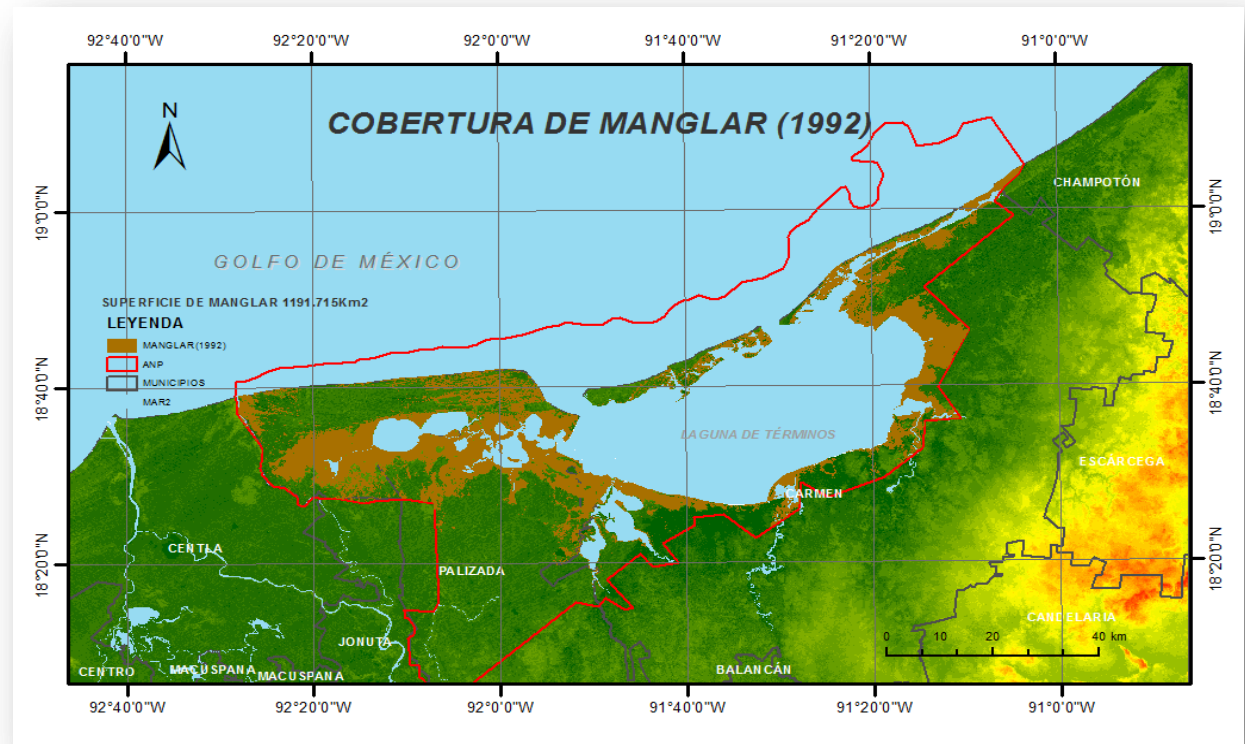 92°40'0"W 92°20'0"W 92°0'0"W 91°40'0"W 91°20'0"W 91°0'0"W
N
COBERTURA DE MANGLAR (1992)
CHAMPOTÓN
19°0'0"N 19°0'0"N
GOLFO DE MÉXICO
SUPERFICIE DE MANGLAR 1191.715Km2
LEYENDA
MANGLAR (1992)
ANP
MUNICIPIOS
MAR2
18°40'0"N 18°40'0"N
LAGUNA DE TÉRMINOS
ESCÁRCEGA
CARMEN
CENTLA
18°20'0"N 18°20'0"N
PALIZADA
CANDELARIA
0 10 20 40 km
JONUTA
CENTRO MACUSPANA MACUSPANA BALANCÁN
92°40'0"W 92°20'0"W 92°0'0"W 91°40'0"W 91°20'0"W 91°0'0"W